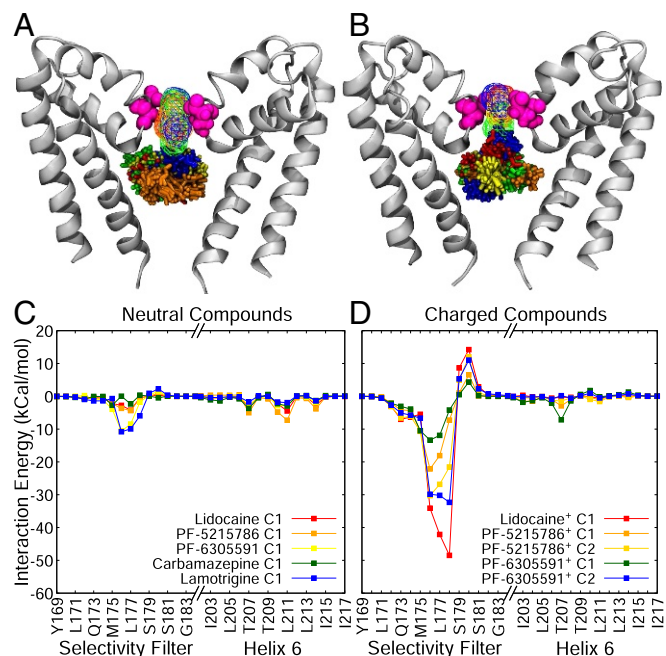 A
B
C Neutral Compounds
D Charged Compounds
Interaction Energy (kCal/mol)
20
10
0
-10
-20
-30
-40
-50
-60
Lidocaine C1
PF-5215786 C1
PF-6305591 C1
Carbamazepine C1
Lamotrigine C1
Lidocaine⁺ C1
PF-5215786⁺ C1
PF-5215786⁺ C2
PF-6305591⁺ C1
PF-6305591⁺ C2
Y169 L171 Q173 M175 L177 S179 S181 G183 I203 L205 T207 T209 L211 L213 I215 I217
Y169 L171 Q173 M175 L177 S179 S181 G183 I203 L205 T207 T209 L211 L213 I215 I217
Selectivity Filter Helix 6
Selectivity Filter Helix 6